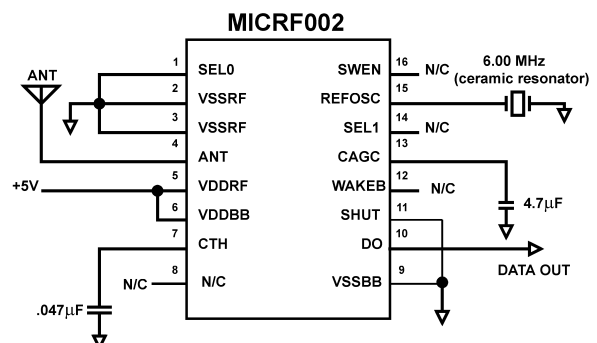 MICRF002
ANT
+5V
N/C
.047µF
1 SEL0
2 VSSRF
3 VSSRF
4 ANT
5 VDDRF
6 VDDBB
7 CTH
8 N/C
SWEN 16 N/C
REFOSC 15
SEL1 14 N/C
CAGC 13
WAKEB 12 N/C
SHUT 11
DO 10
VSSBB 9
6.00 MHz
(ceramic resonator)
4.7µF
DATA OUT